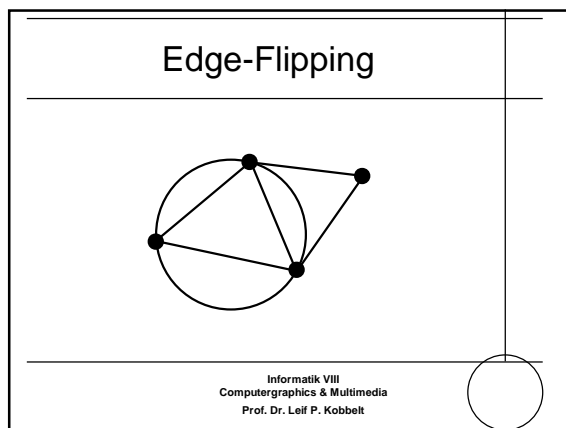 Edge-Flipping
Informatik VIII
Computergraphics & Multimedia
Prof. Dr. Leif P. Kobbelt